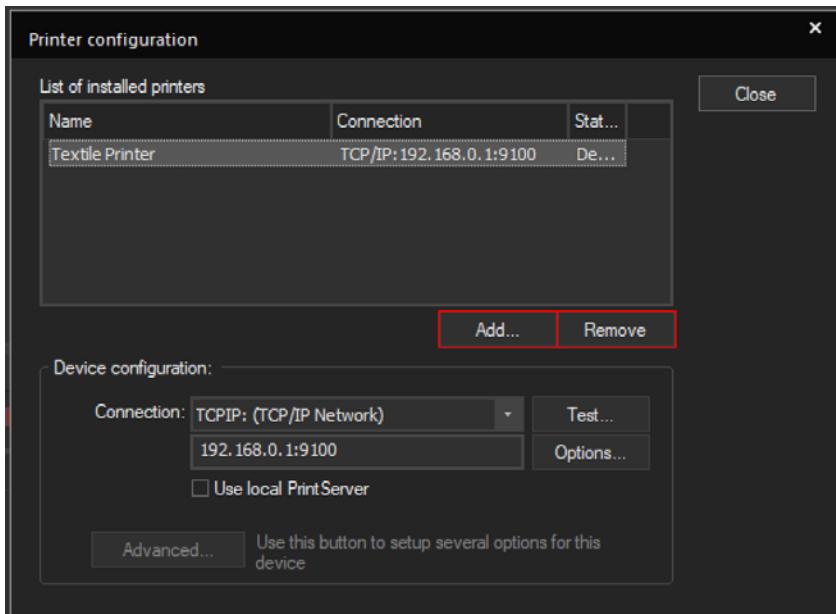 Printer configuration
×
List of installed printers
Close
Name Connection Stat...
Textile Printer TCP/IP:192.168.0.1:9100 De...
Add... Remove
Device configuration:
Connection: TCPIP: (TCP/IP Network) Test...
192.168.0.1:9100 Options...
Use local PrintServer
Advanced... Use this button to setup several options for this
device